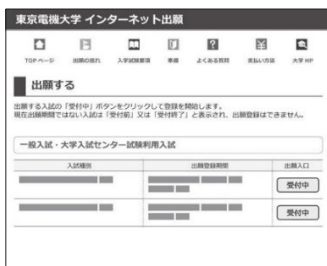 東京電機大学 インターネット出願
TOPページ 出願の流れ 入学試験要項 準備 よくある質問 支払い方法 大学HP
出願する
出願する入試の「受付中」ボタンをクリックして登録を開始します。
現在出願期間ではない入試は「受付前」又は「受付終了」と表示され、出願登録はできません。
一般入試・大学入試センター試験利用入試
入試種別 出願登録期間 出願入口
受付中
受付中